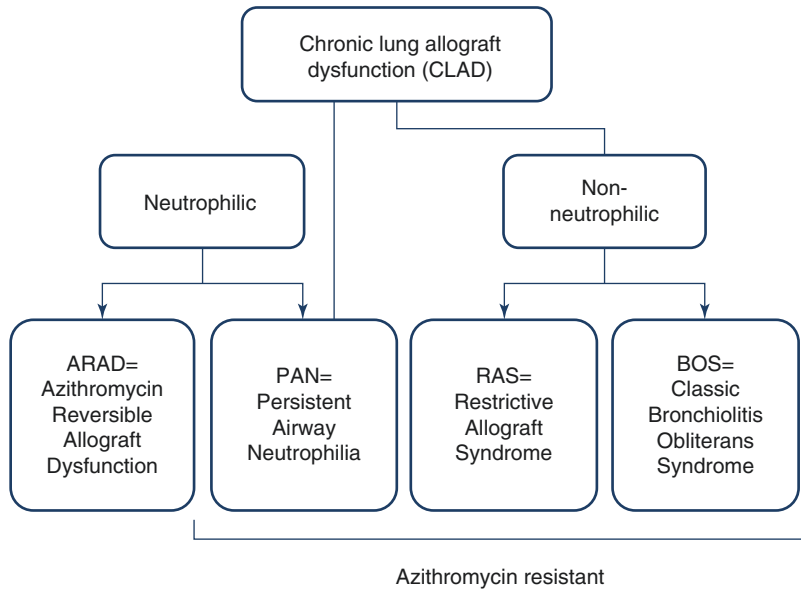 Chronic lung allograft
dysfunction (CLAD)
Neutrophilic
Non-
neutrophilic
ARAD=
Azithromycin
Reversible
Allograft
Dysfunction
PAN=
Persistent
Airway
Neutrophilia
RAS=
Restrictive
Allograft
Syndrome
BOS=
Classic
Bronchiolitis
Obliterans
Syndrome
Azithromycin resistant